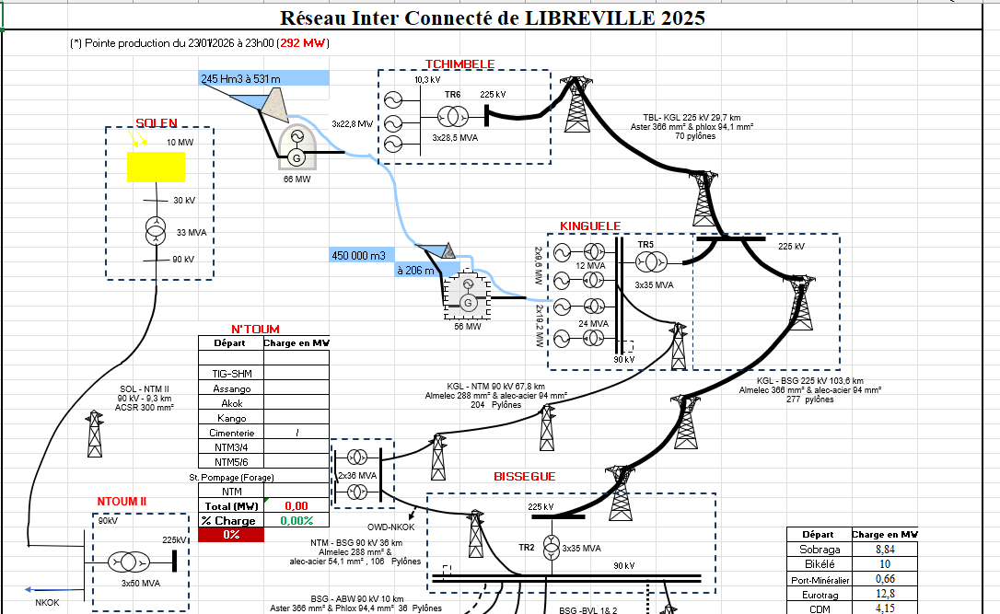 Réseau Inter Connecté de LIBREVILLE 2025
(*) Pointe production du 23/01/2026 à 23h00 (292 MW)
TCHIMBELE
245 Hm3 à 531 m
10,3 kV
TR6
225 kV
3x22,8 MW
3x28,5 MVA
TBL- KGL 225 kV 29,7 km
Aster 366 mm² & phlox 94,1 mm²
70 pylônes
SOLEN
10 MW
G
66 MW
30 kV
33 MVA
90 kV
KINGUELE
450 000 m3
à 206 m
2x9,6 MW
12 MVA
TR5
225 kV
3x35 MVA
2x19,2 MW
24 MVA
90 kV
G
56 MW
N'TOUM
Départ
Charge en MW
TIG-SHM
Assango
Akok
Kango
Cimenterie
/
NTM3/4
NTM5/6
St. Pompage (Forage)
NTM
Total (MW)
0,00
% Charge
0,00%
0%
SOL - NTM II
90 kV - 9,3 km
ACSR 300 mm²
KGL - NTM 90 kV 67,8 km
Almelec 288 mm² & alec-acier 94 mm²
204 Pylônes
KGL - BSG 225 kV 103,6 km
Almelec 366 mm² & alec-acier 94 mm²
277 pylônes
2x36 MVA
BISSEGUE
225 kV
TR2
3x35 MVA
90 kV
OWD-NKOK
NTM - BSG 90 kV 36 km
Almelec 288 mm² &
alec-acier 54,1 mm² , 106 Pylônes
NTOUM II
90kV
225kV
3x50 MVA
NKOK
BSG - ABW 90 kV 10 km
Aster 366 mm² & Phlox 94,4 mm² 36 Pylônes
BSG -BVL 1& 2
Départ
Charge en MW
Sobraga
8,84
Bikélé
10
Port-Minéralier
0,66
Eurotrag
12,8
CDM
4,15